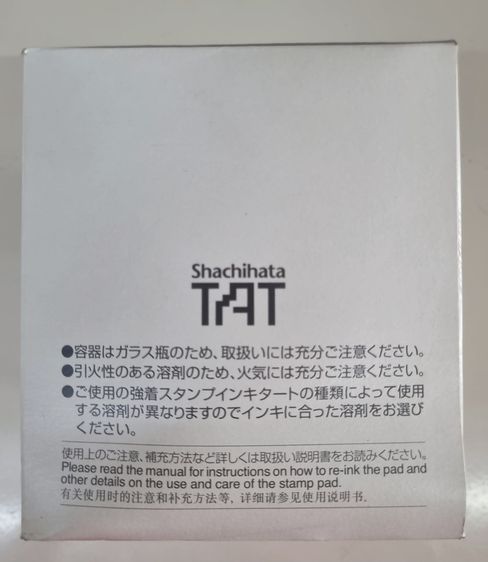 Shachihata
TAT
●容器はガラス瓶のため、取扱いには充分ご注意ください。
●引火性のある溶剤のため、火気には充分ご注意ください。
●ご使用の強着スタンプインキタートの種類によって使用
する溶剤が異なりますのでインキに合った溶剤をお選び
ください。
使用上のご注意、補充方法など詳しくは取扱い説明書をお読みください。
Please read the manual for instructions on how to re-ink the pad and
other details on the use and care of the stamp pad.
有关使用时的注意和补充方法等，详细请参见使用说明书.